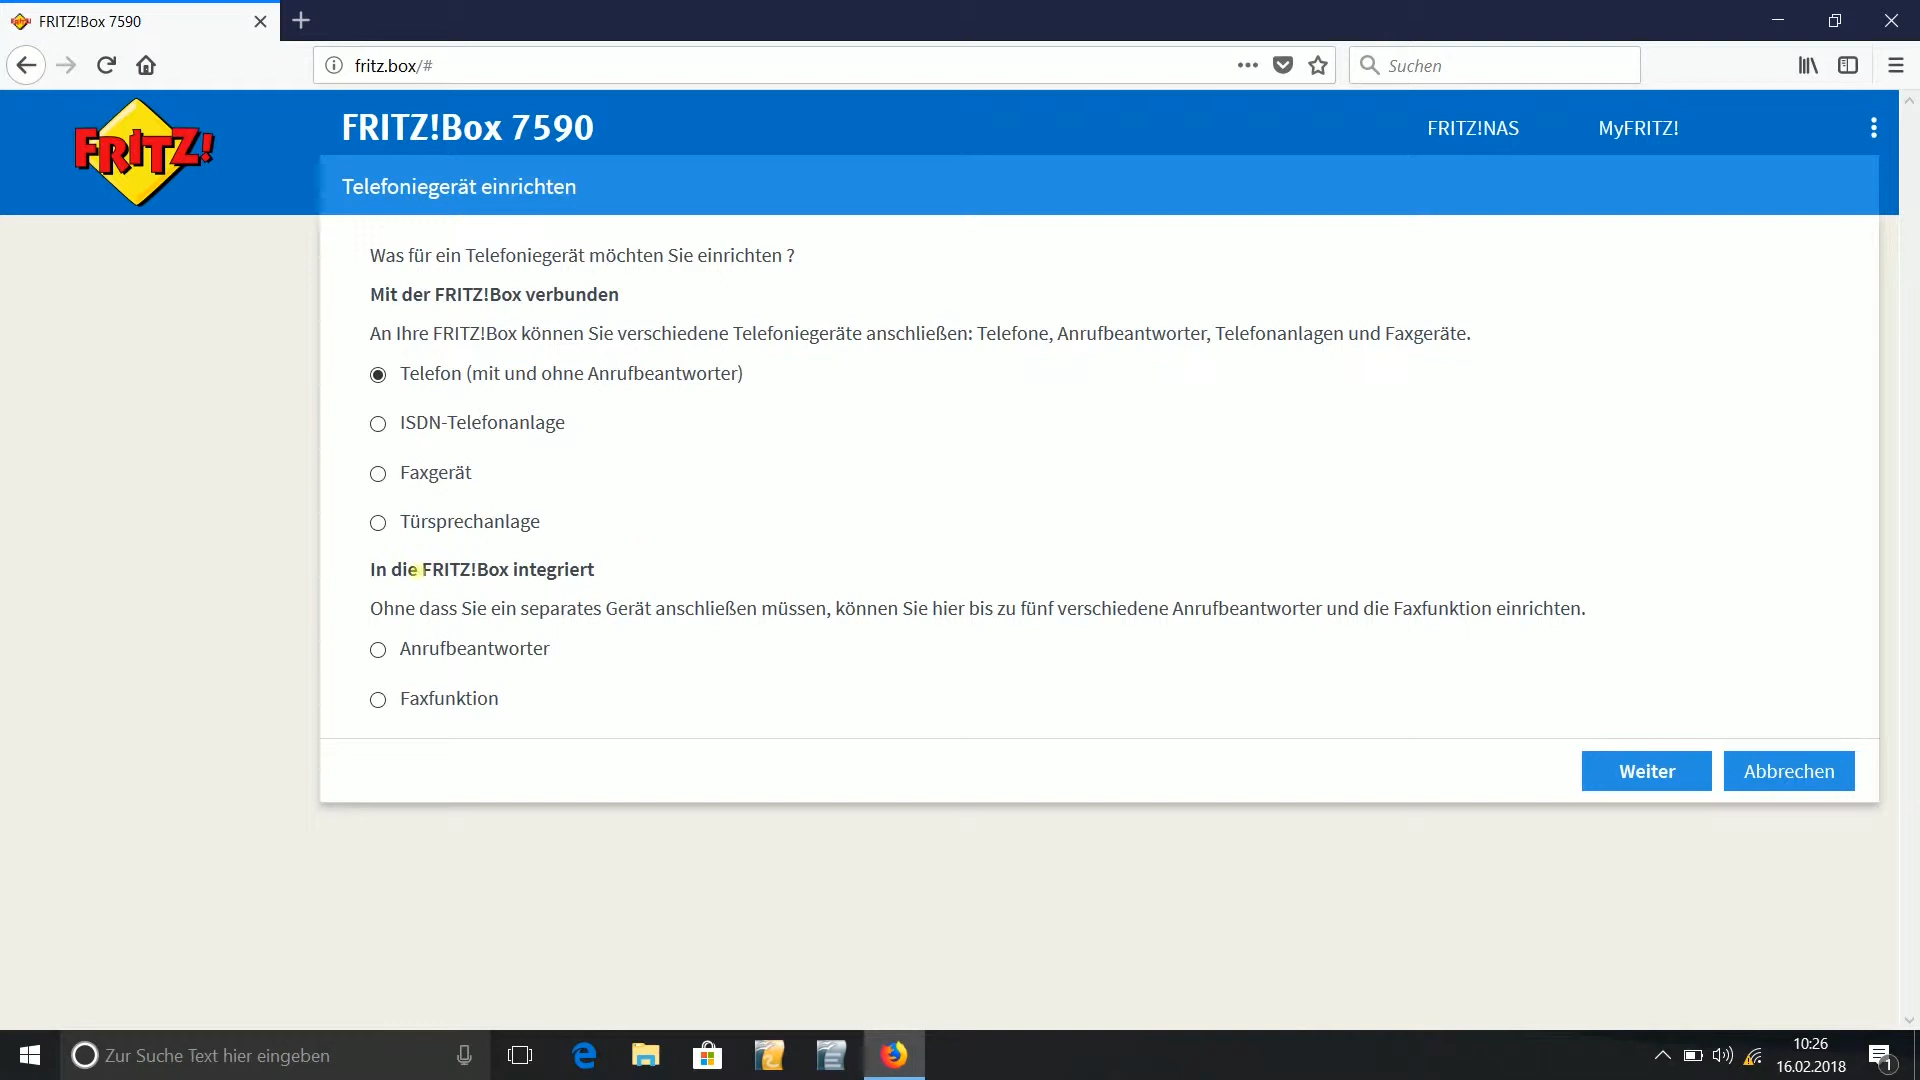 FRITZ!Box 7590
fritz.box/#
Suchen
FRITZ!
FRITZ!Box 7590
FRITZ!NAS
MyFRITZ!
Telefoniegerät einrichten
Was für ein Telefoniegerät möchten Sie einrichten ?
Mit der FRITZ!Box verbunden
An Ihre FRITZ!Box können Sie verschiedene Telefoniegeräte anschließen: Telefone, Anrufbeantworter, Telefonanlagen und Faxgeräte.
Telefon (mit und ohne Anrufbeantworter)
ISDN-Telefonanlage
Faxgerät
Türsprechanlage
In die FRITZ!Box integriert
Ohne dass Sie ein separates Gerät anschließen müssen, können Sie hier bis zu fünf verschiedene Anrufbeantworter und die Faxfunktion einrichten.
Anrufbeantworter
Faxfunktion
Weiter
Abbrechen
Zur Suche Text hier eingeben
10:26
16.02.2018
1